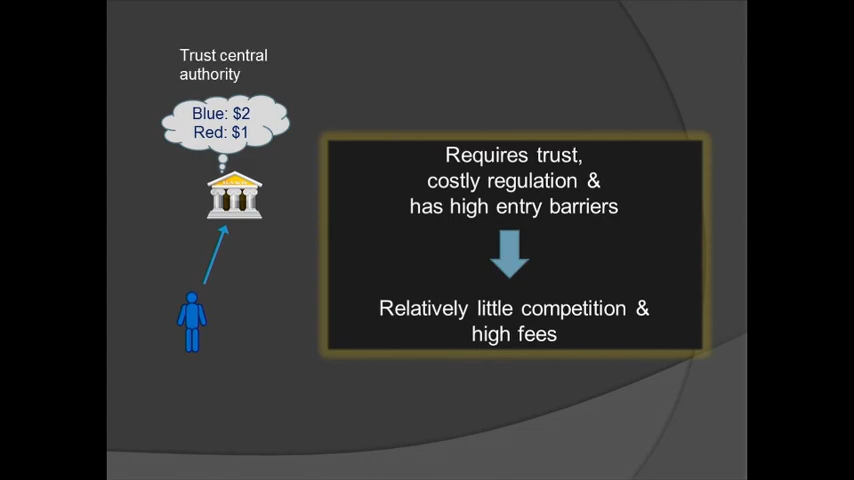 Trust central
authority
Blue: $2
Red: $1
Requires trust,
costly regulation &
has high entry barriers
Relatively little competition &
high fees